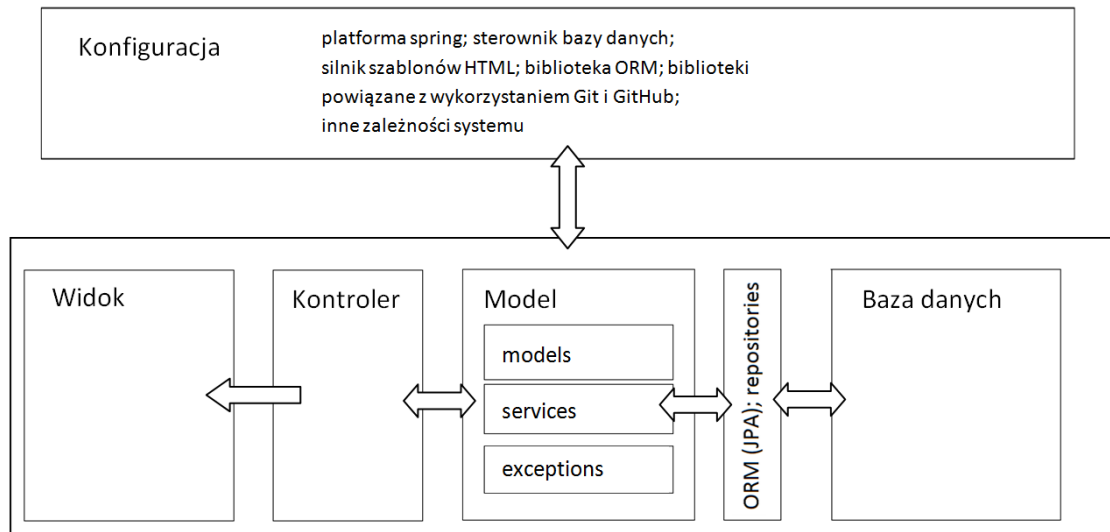 Konfiguracja
platforma spring; sterownik bazy danych;
silnik szablonów HTML; biblioteka ORM; biblioteki
powiązane z wykorzystaniem Git i GitHub;
inne zależności systemu
Widok
Kontroler
Model
models
services
exceptions
ORM (JPA); repositories
Baza danych